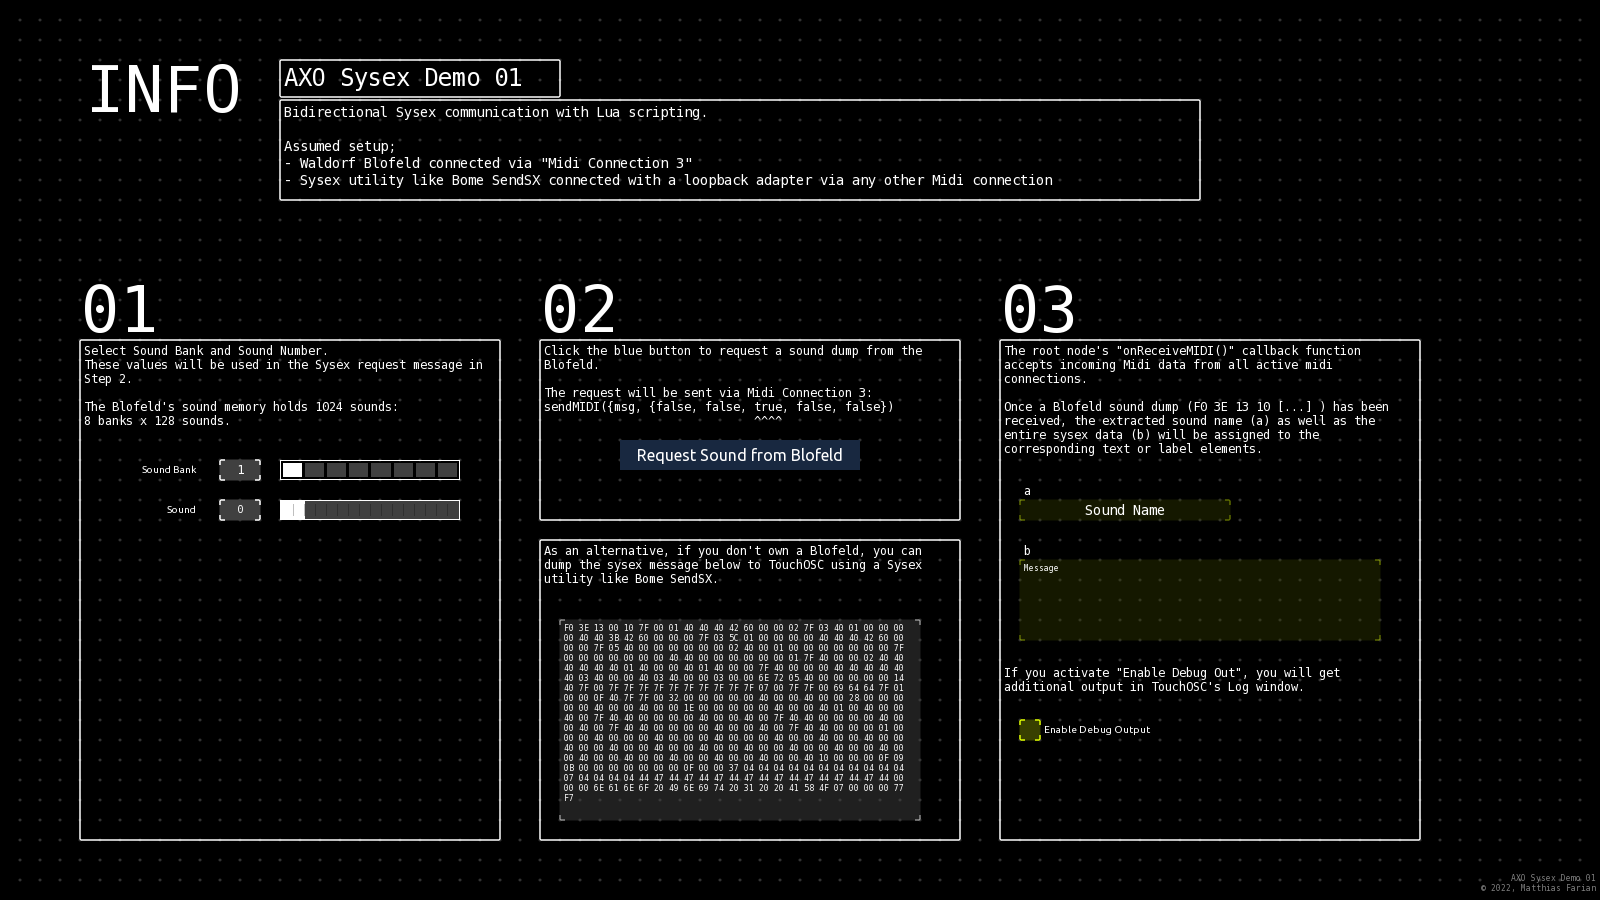 INFO
AXO Sysex Demo 01
Bidirectional Sysex communication with Lua scripting.
Assumed setup;
- Waldorf Blofeld connected via "Midi Connection 3"
- Sysex utility like Bome SendSX connected with a loopback adapter via any other Midi connection
01
Select Sound Bank and Sound Number.
These values will be used in the Sysex request message in
Step 2.
The Blofeld's sound memory holds 1024 sounds:
8 banks x 128 sounds.
Sound Bank 1
Sound 0
02
Click the blue button to request a sound dump from the
Blofeld.
The request will be sent via Midi Connection 3:
sendMIDI({msg, {false, false, true, false, false})
^^^^
Request Sound from Blofeld
As an alternative, if you don't own a Blofeld, you can
dump the sysex message below to TouchOSC using a Sysex
utility like Bome SendSX.
F0 3E 13 00 10 7F 00 01 40 40 40 42 60 00 00 02 7F 03 40 01 00 00 00
00 40 40 3B 42 60 00 00 00 7F 03 5C 01 00 00 00 00 40 40 40 42 60 00
00 00 7F 05 40 00 00 00 00 00 00 02 40 00 01 00 00 00 00 00 00 00 7F
00 00 00 00 00 00 00 40 40 00 00 00 00 00 00 01 7F 40 00 00 02 40 40
40 40 40 40 01 40 00 00 40 01 40 00 00 7F 40 00 00 00 40 40 40 40 40
40 03 40 00 00 40 03 40 00 00 03 00 00 6E 72 05 40 00 00 00 00 00 14
40 7F 00 7F 7F 7F 7F 7F 7F 7F 7F 7F 07 00 7F 7F 00 69 64 64 7F 01
00 00 0F 40 7F 7F 00 32 00 00 00 00 00 40 00 00 40 00 00 28 00 00 00
00 00 40 00 00 40 00 00 1E 00 00 00 00 00 40 00 00 40 01 00 40 00 00
40 00 7F 40 40 00 00 00 00 40 00 00 40 00 7F 40 40 00 00 00 00 40 00
00 40 00 7F 40 40 00 00 00 00 40 00 00 40 00 7F 40 40 00 00 00 01 00
00 00 40 00 00 40 00 00 40 00 00 40 00 00 40 00 00 40 00 00 40 00 00
40 00 00 40 00 00 40 00 00 40 00 00 40 00 00 40 00 00 40 00 00 40 00
00 40 00 00 40 00 00 40 00 00 40 00 00 40 00 00 40 10 00 00 00 0F 09
0B 00 00 00 00 00 00 00 0F 00 00 37 04 04 04 04 04 04 04 04 04 04 04
07 04 04 04 04 44 47 44 47 44 47 44 47 44 47 44 47 44 47 44 47 44 00
00 00 6E 61 6E 6F 20 49 6E 69 74 20 31 20 20 41 58 4F 07 00 00 00 77
F7
03
The root node's "onReceiveMIDI()" callback function
accepts incoming Midi data from all active midi
connections.
Once a Blofeld sound dump (F0 3E 13 10 [...] ) has been
received, the extracted sound name (a) as well as the
entire sysex data (b) will be assigned to the
corresponding text or label elements.
a
Sound Name
b
Message
If you activate "Enable Debug Out", you will get
additional output in TouchOSC's Log window.
Enable Debug Output
AXO Sysex Demo 01
© 2022, Matthias Farian